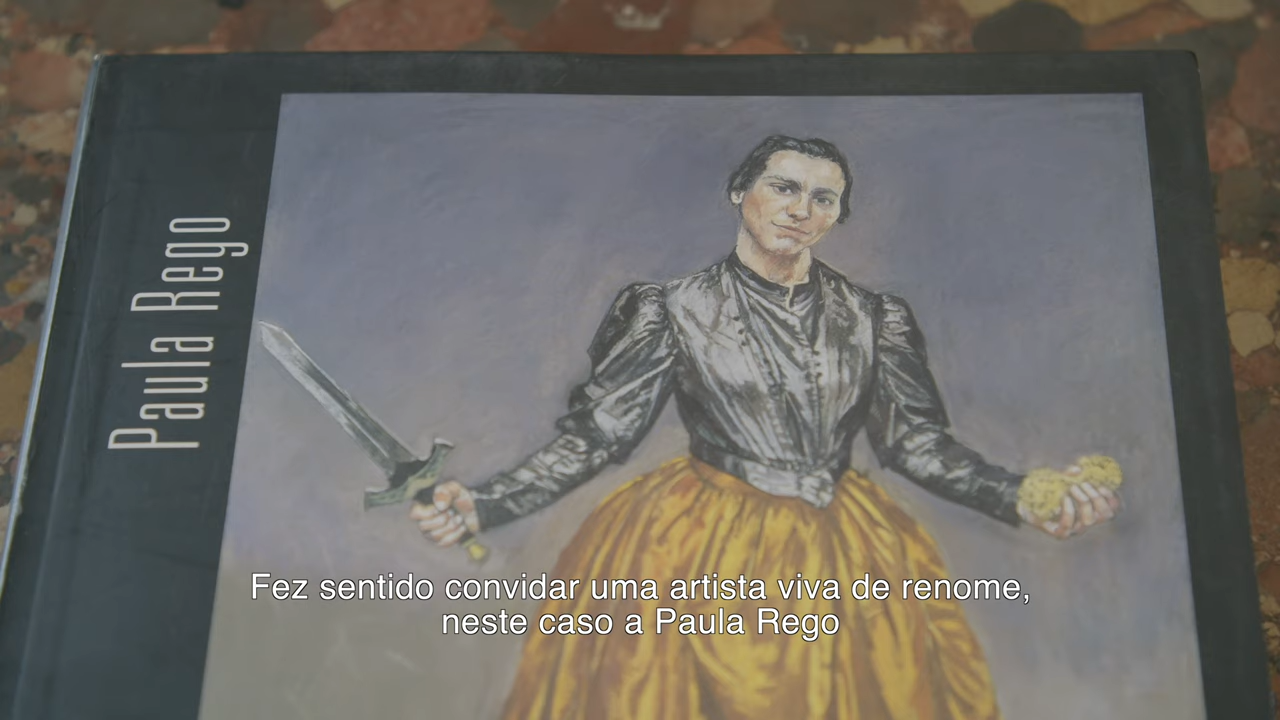 Paula Rego
Fez sentido convidar uma artista viva de renome,
neste caso a Paula Rego